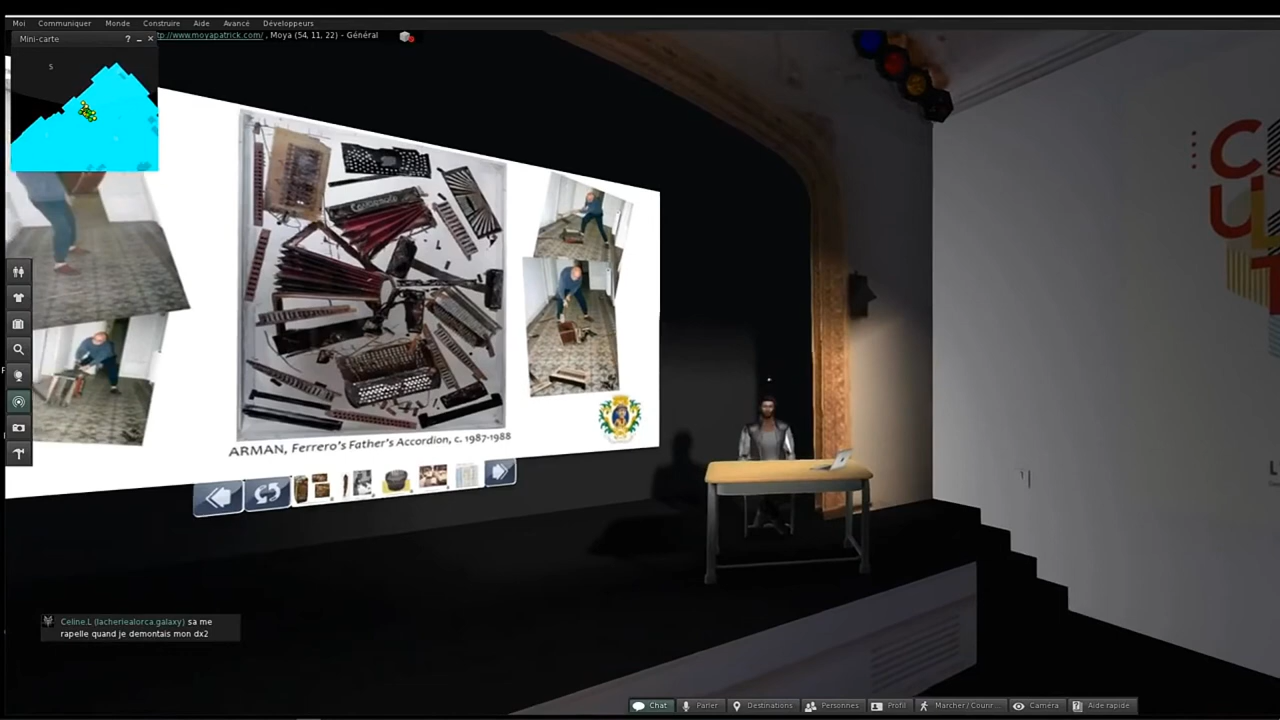 Moi Communiquer Monde Construire Aide Avancé Développeurs
Mini-carte ? ttp://www.moyapatrick.com/ , Moya (54, 11, 22) - Général
S
C
U
L
T
ARMAN, Ferrero's Father's Accordion, c. 1987-1988
Celine.L (lacheriealorca.galaxy) sa me
rapelle quand je demontais mon dx2
Chat Parler Destinations Personnes Profil Marcher / Courir... Caméra Aide rapide